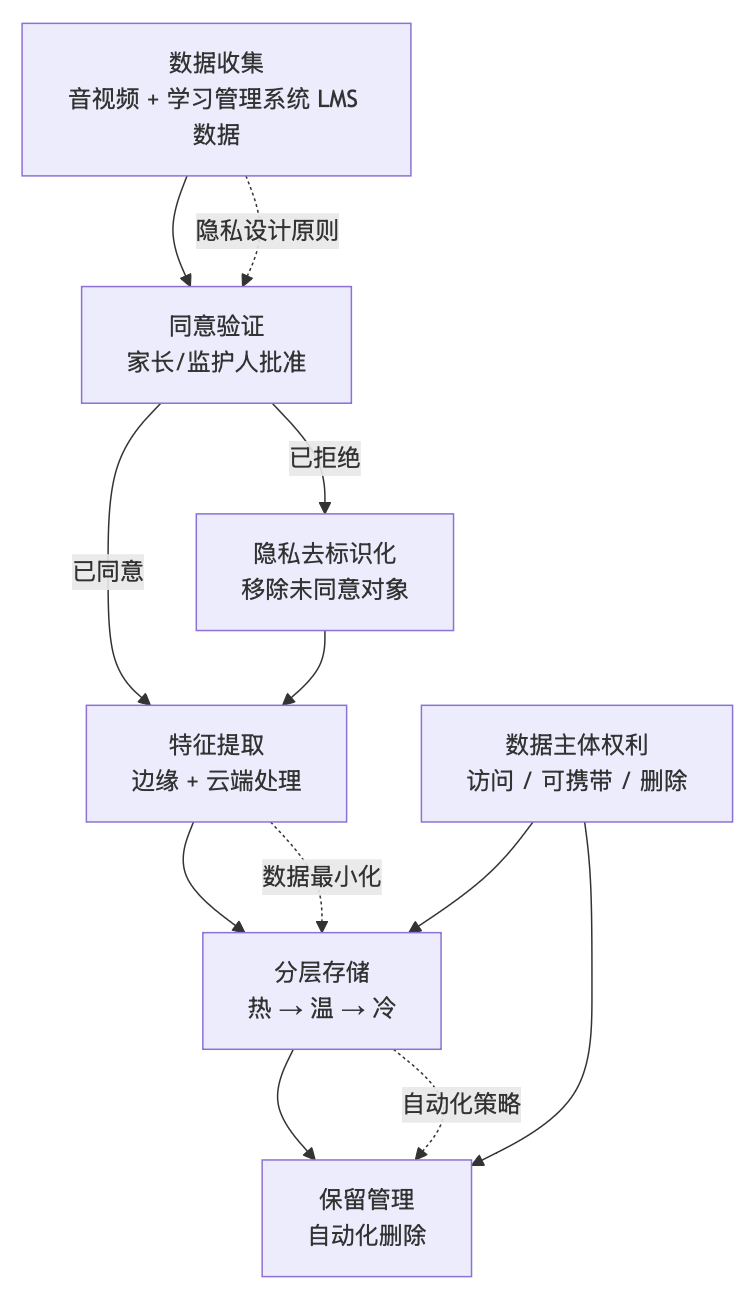 数据收集
音视频 + 学习管理系统 LMS
数据
隐私设计原则
同意验证
家长/监护人批准
已拒绝
已同意
隐私去标识化
移除未同意对象
特征提取
边缘 + 云端处理
数据主体权利
访问 / 可携带 / 删除
数据最小化
分层存储
热 → 温 → 冷
自动化策略
保留管理
自动化删除